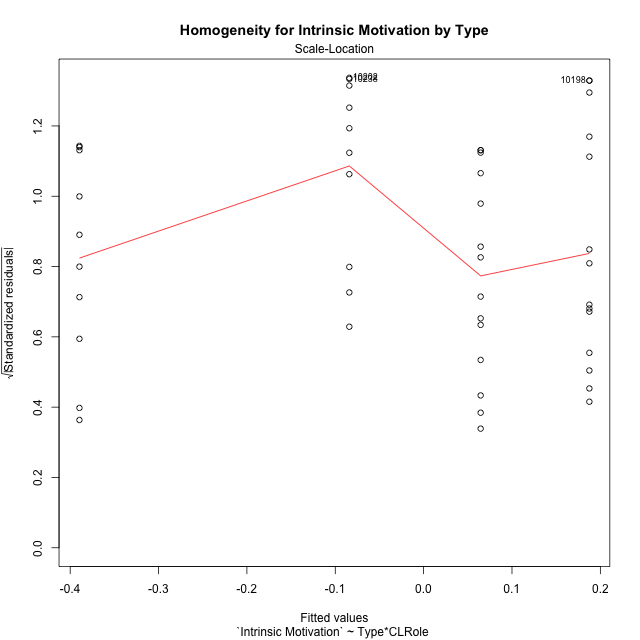 Homogeneity for Intrinsic Motivation by Type
Scale-Location
10198
1.2
1.0
0.8
0.6
0.4
0.2
0.0
√|Standardized residuals|
-0.4 -0.3 -0.2 -0.1 0.0 0.1 0.2
Fitted values
`Intrinsic Motivation` ~ Type*CLRole